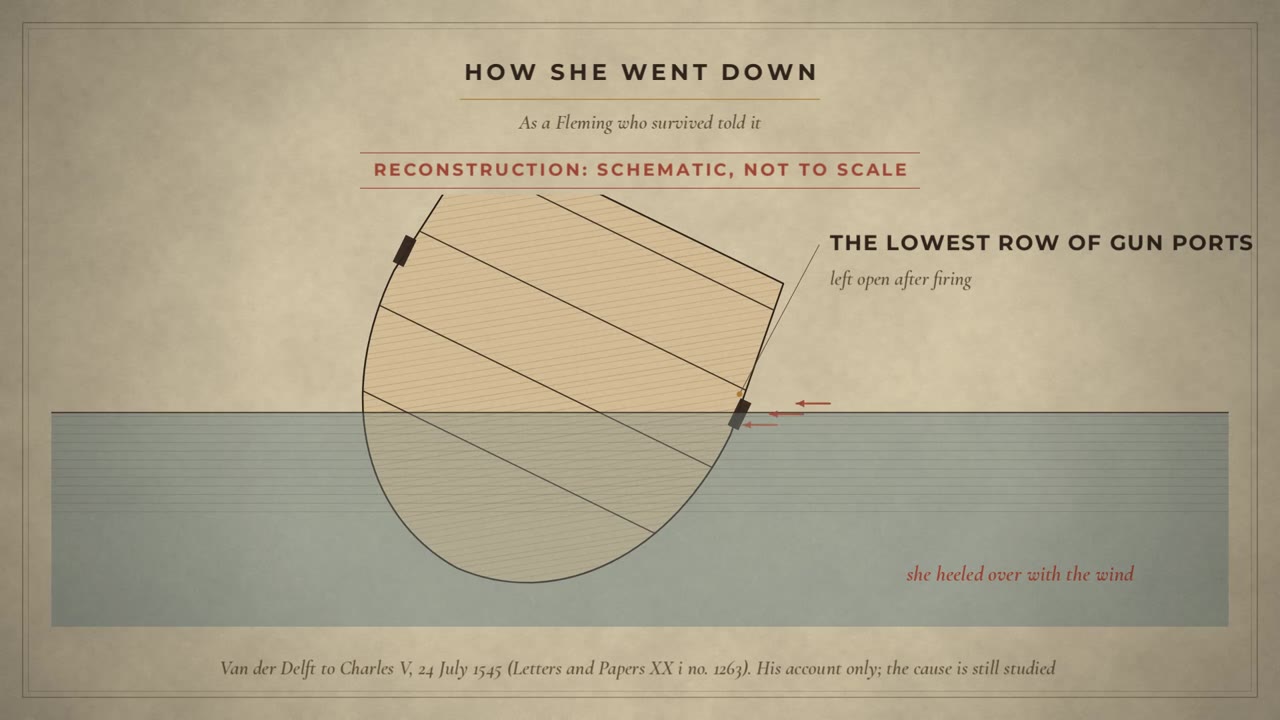 HOW SHE WENT DOWN
As a Fleming who survived told it
RECONSTRUCTION: SCHEMATIC, NOT TO SCALE
THE LOWEST ROW OF GUN PORTS
left open after firing
she heeled over with the wind
Van der Delft to Charles V, 24 July 1545 (Letters and Papers XX i no. 1263). His account only; the cause is still studied